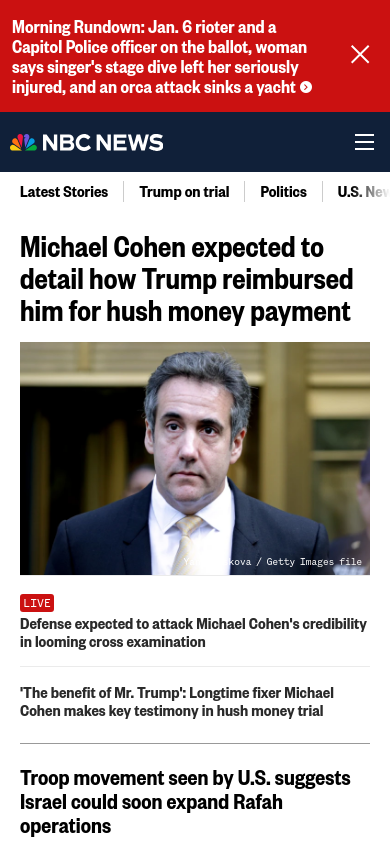 Morning Rundown: Jan. 6 rioter and a
Capitol Police officer on the ballot, woman
says singer's stage dive left her seriously
injured, and an orca attack sinks a yacht
NBC NEWS
Latest Stories
Trump on trial
Politics
U.S.
Michael Cohen expected to
detail how Trump reimbursed
him for hush money payment
/ Getty Images file
LIVE
Defense expected to attack Michael Cohen's credibility
in looming cross examination
'The benefit of Mr. Trump': Longtime fixer Michael
Cohen makes key testimony in hush money trial
Troop movement seen by U.S. suggests
Israel could soon expand Rafah
operations